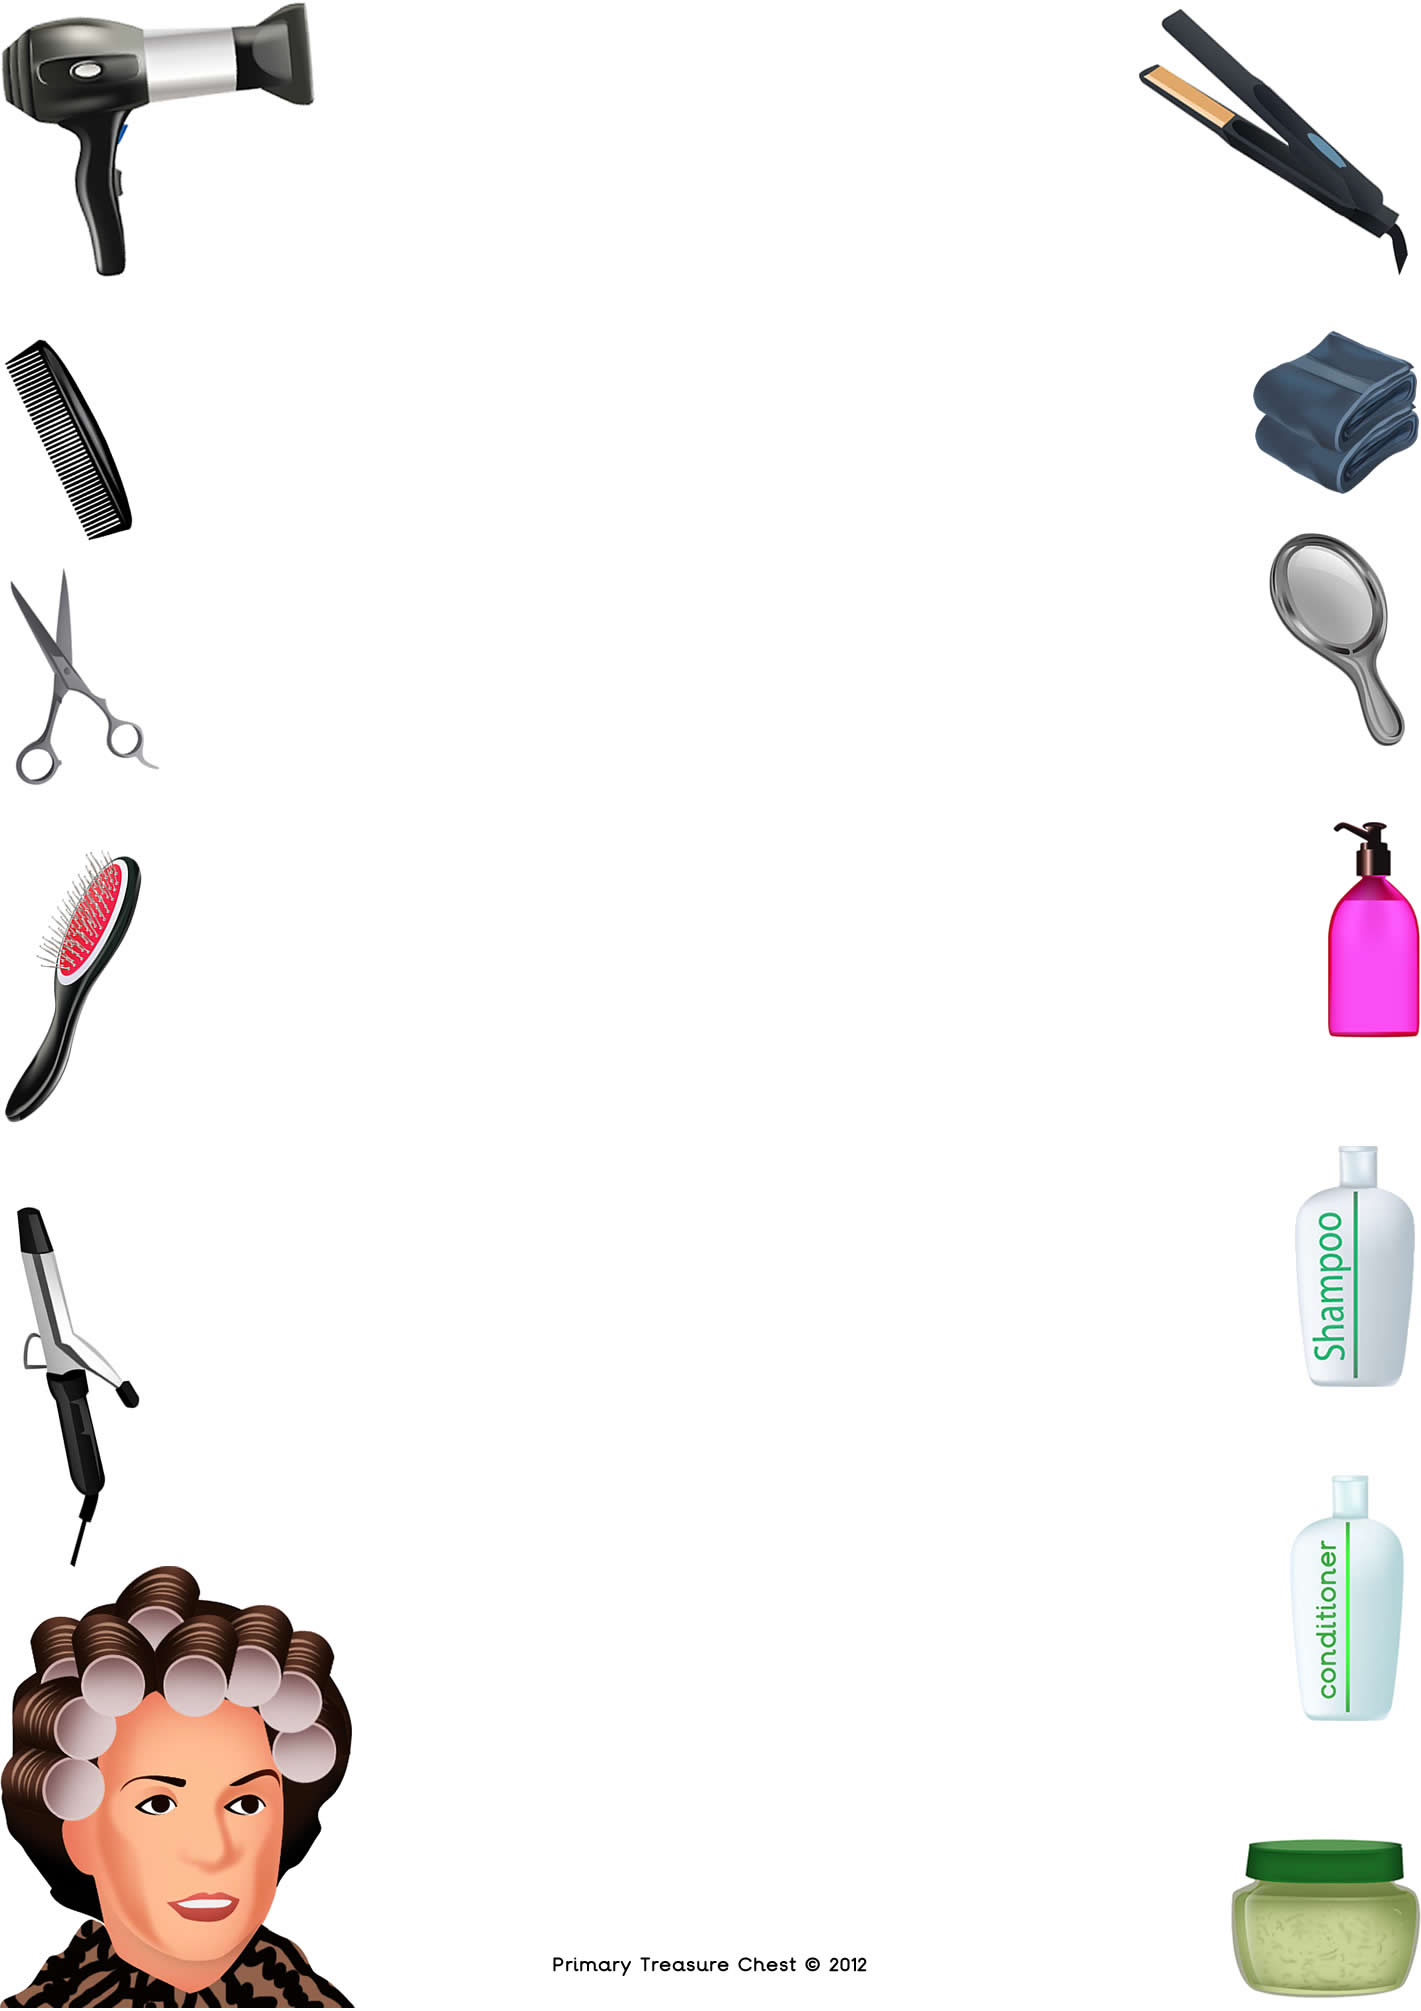 Shampoo
conditioner
Primary Treasure Chest © 2012